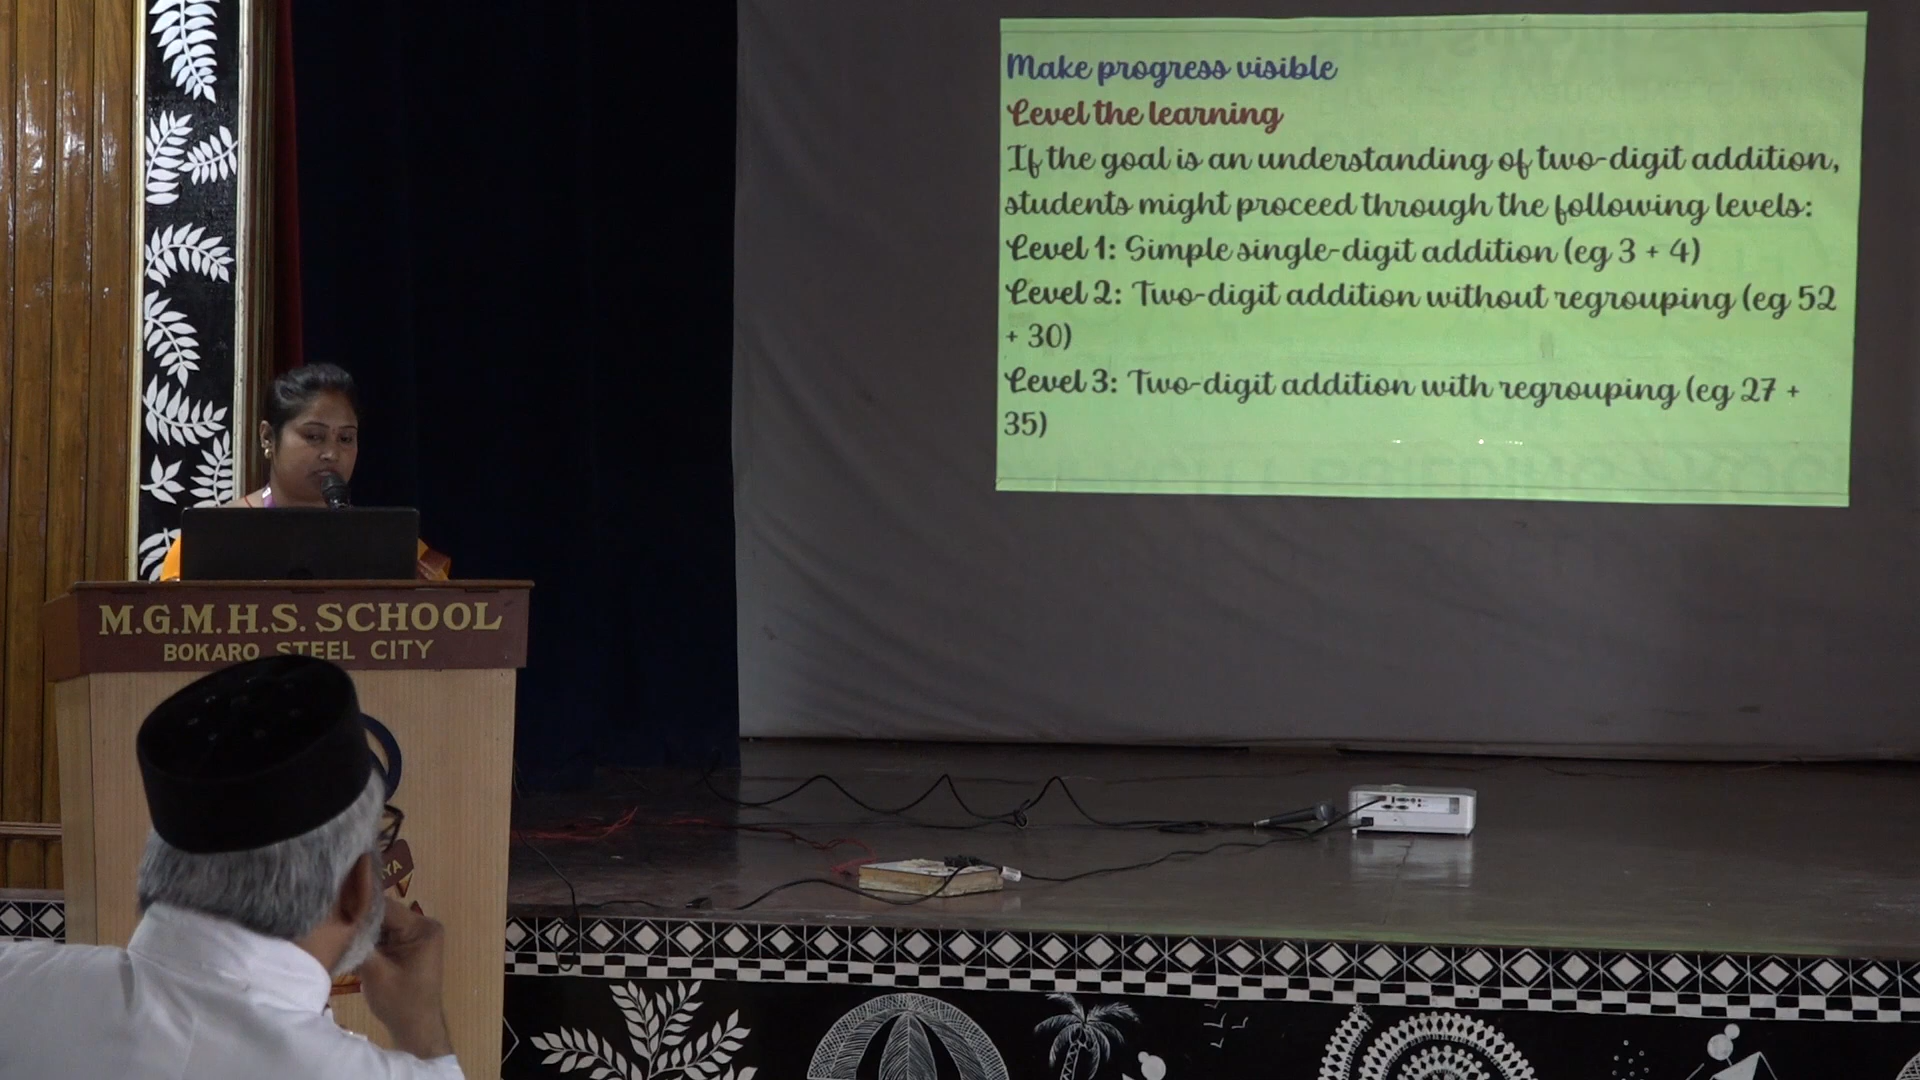 Make progress visible
Level the learning
If the goal is an understanding of two-digit addition,
students might proceed through the following levels:
Level 1: Simple single-digit addition (eg 3 + 4)
Level 2: Two-digit addition without regrouping (eg 52
+ 30)
Level 3: Two-digit addition with regrouping (eg 27 +
35)
M.G.M.H.S. SCHOOL
BOKARO STEEL CITY